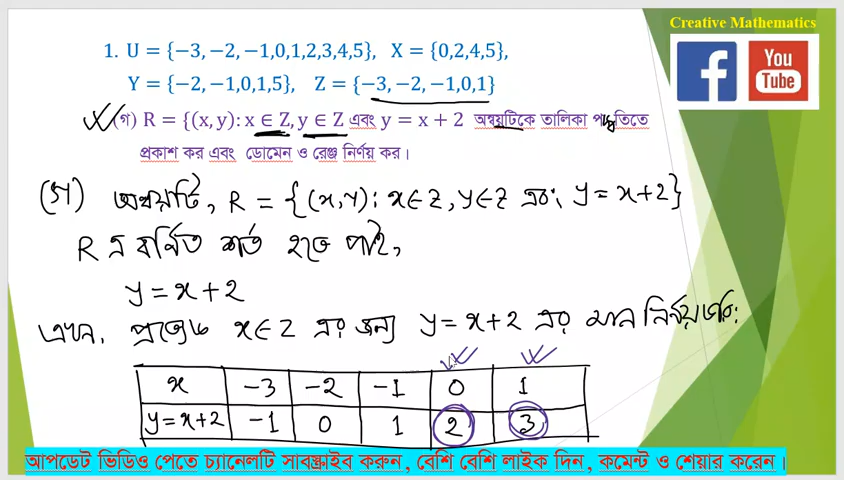 Creative Mathematics
f
You
Tube
1. U = {−3, −2, −1,0,1,2,3,4,5}, X = {0,2,4,5},
Y = {−2, −1,0,1,5}, Z = {−3, −2, −1,0,1}
(গ) R = {(x, y): x ∈ Z, y ∈ Z এবং y = x + 2 অন্বয়টিকে তালিকা পদ্ধতিতে
প্রকাশ কর এবং ডোমেন ও রেঞ্জ নির্ণয় কর।
(গ) অন্বয়টি, R = {(x,y): x∈Z, y∈Z এবং y = x+2}
R এ বর্ণিত শর্ত হতে পাই,
y = x+2
এখন, প্রত্যেক x∈Z এর জন্য y = x+2 এর মান নির্ণয় করি:
x −3 −2 −1 0 1
y=x+2 −1 0 1 2 3
আপডেট ভিডিও পেতে চ্যানেলটি সাবস্ক্রাইব করুন, বেশি বেশি লাইক দিন, কমেন্ট ও শেয়ার করেন।